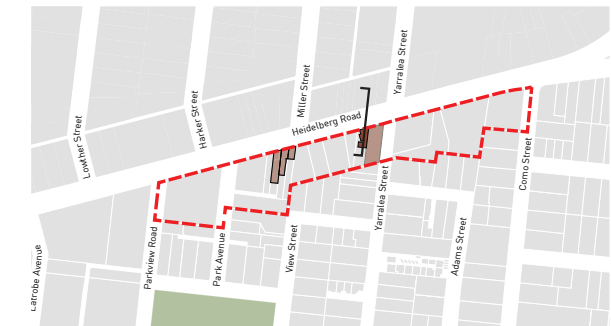 Yarralea Street
Miller Street
Harker Street
Lowther Street
Heidelberg Road
Como Street
Yarralea Street
Adams Street
View Street
Park Avenue
Parkview Road
Latrobe Avenue